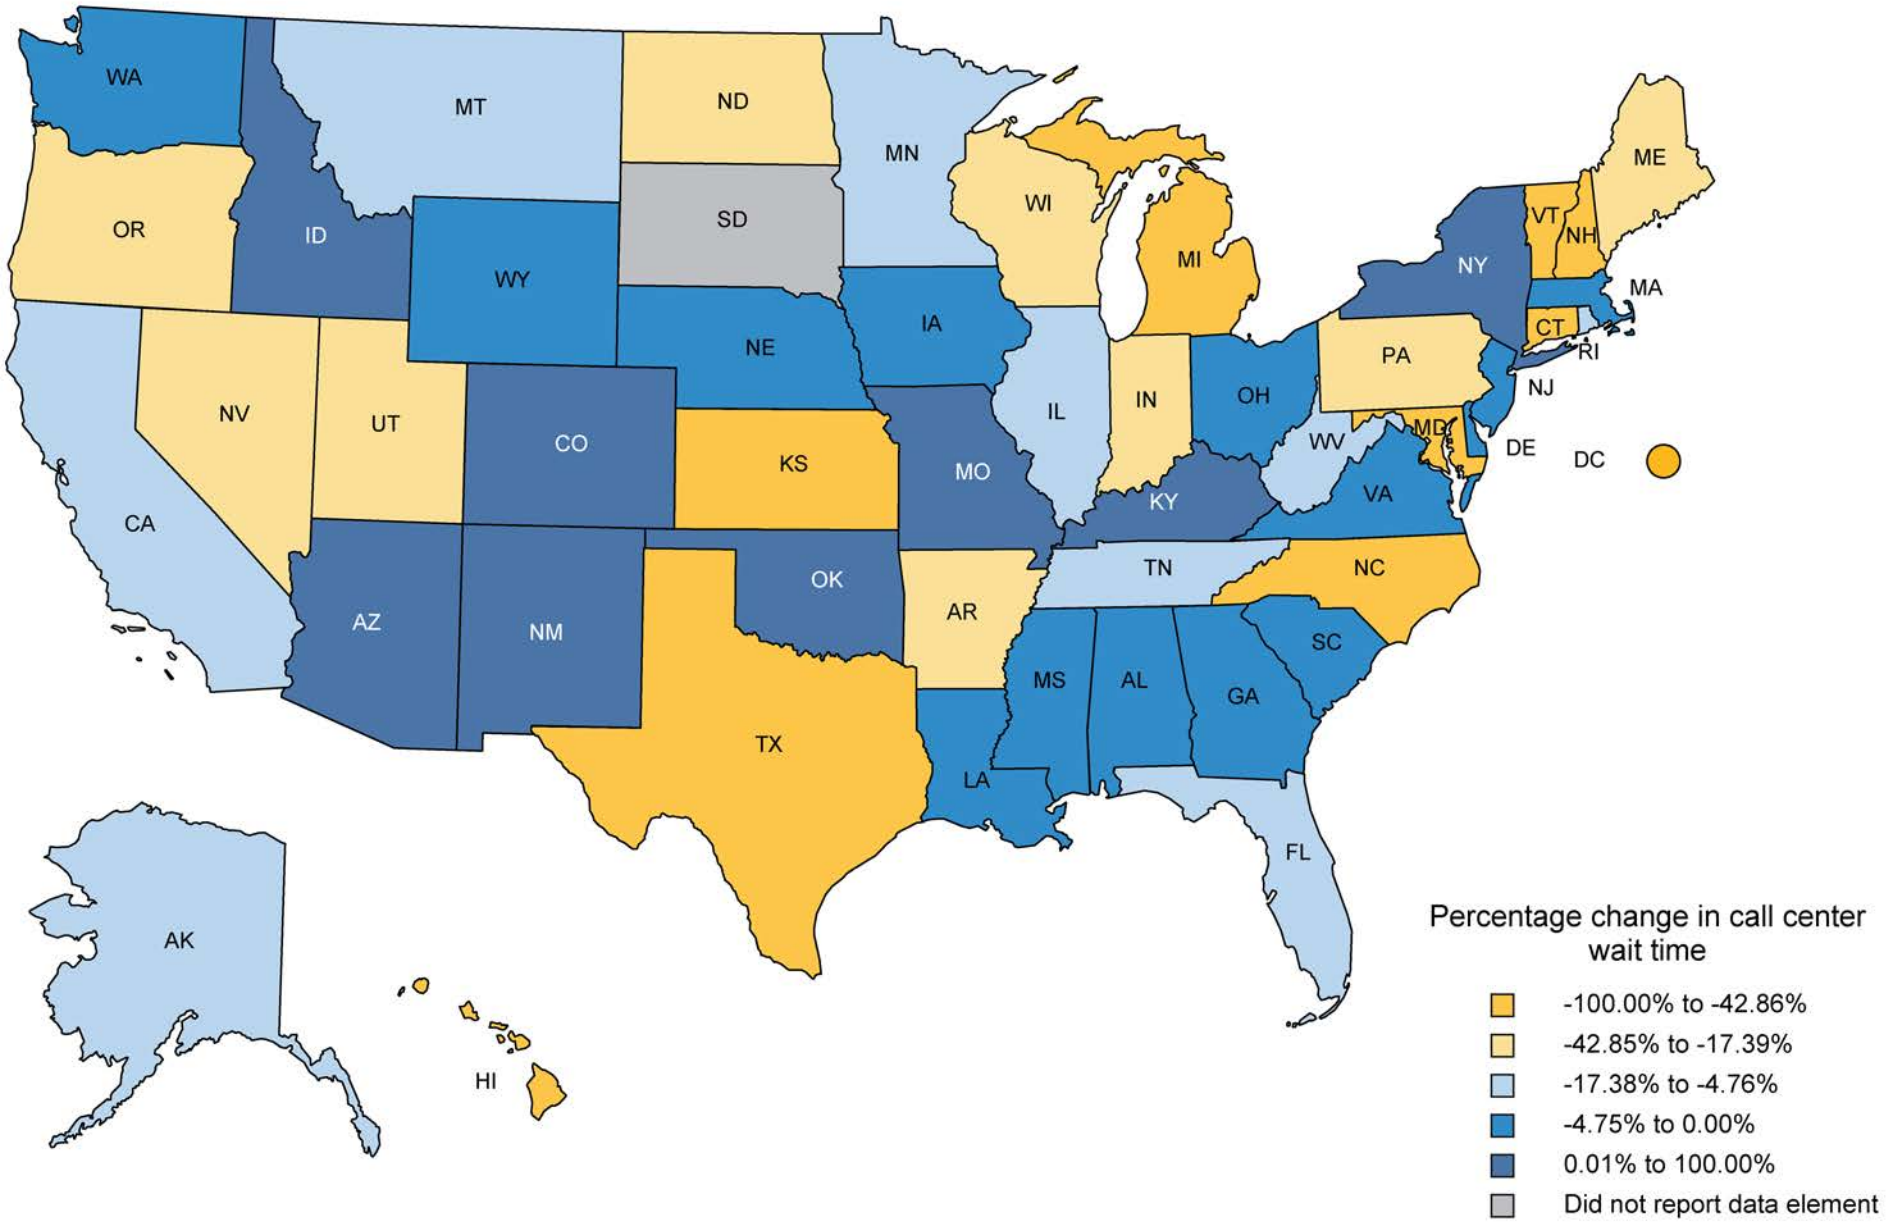 WA
MT
ND
MN
ME
OR
ID
SD
WI
VT
NH
WY
MI
NY
MA
IA
CT
NE
PA
RI
NV
UT
CO
IL
IN
OH
NJ
KS
MO
WV
MD
DE
DC
CA
KY
VA
AZ
NM
OK
AR
TN
NC
SC
MS
AL
GA
TX
LA
FL
AK
HI
Percentage change in call center
wait time
-100.00% to -42.86%
-42.85% to -17.39%
-17.38% to -4.76%
-4.75% to 0.00%
0.01% to 100.00%
Did not report data element